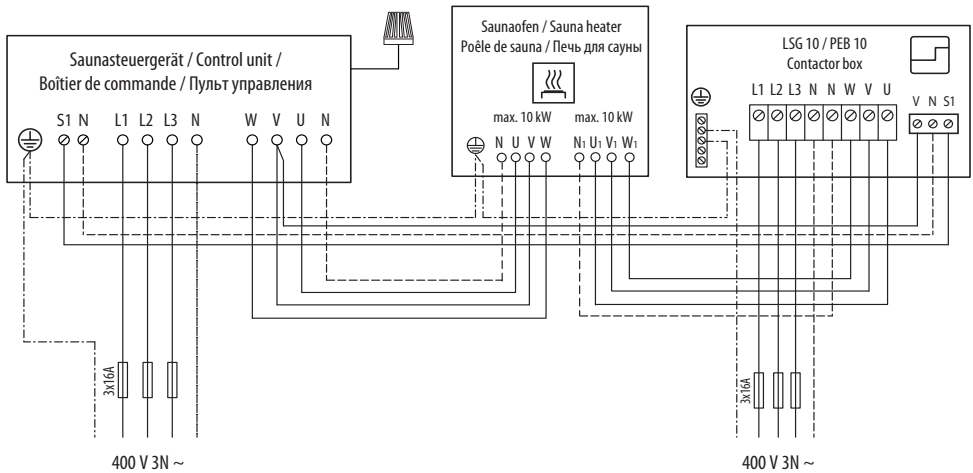 Saunasteuergerät / Control unit /
Boîtier de commande / Пульт управления
S1 N L1 L2 L3 N W V U N
Saunaofen / Sauna heater
Poêle de sauna / Печь для сауны
max. 10 kW max. 10 kW
N U V W N1 U1 V1 W1
LSG 10 / PEB 10
Contactor box
L1 L2 L3 N N W V U
V N S1
3x16A
400 V 3N ~
3x16A
400 V 3N ~